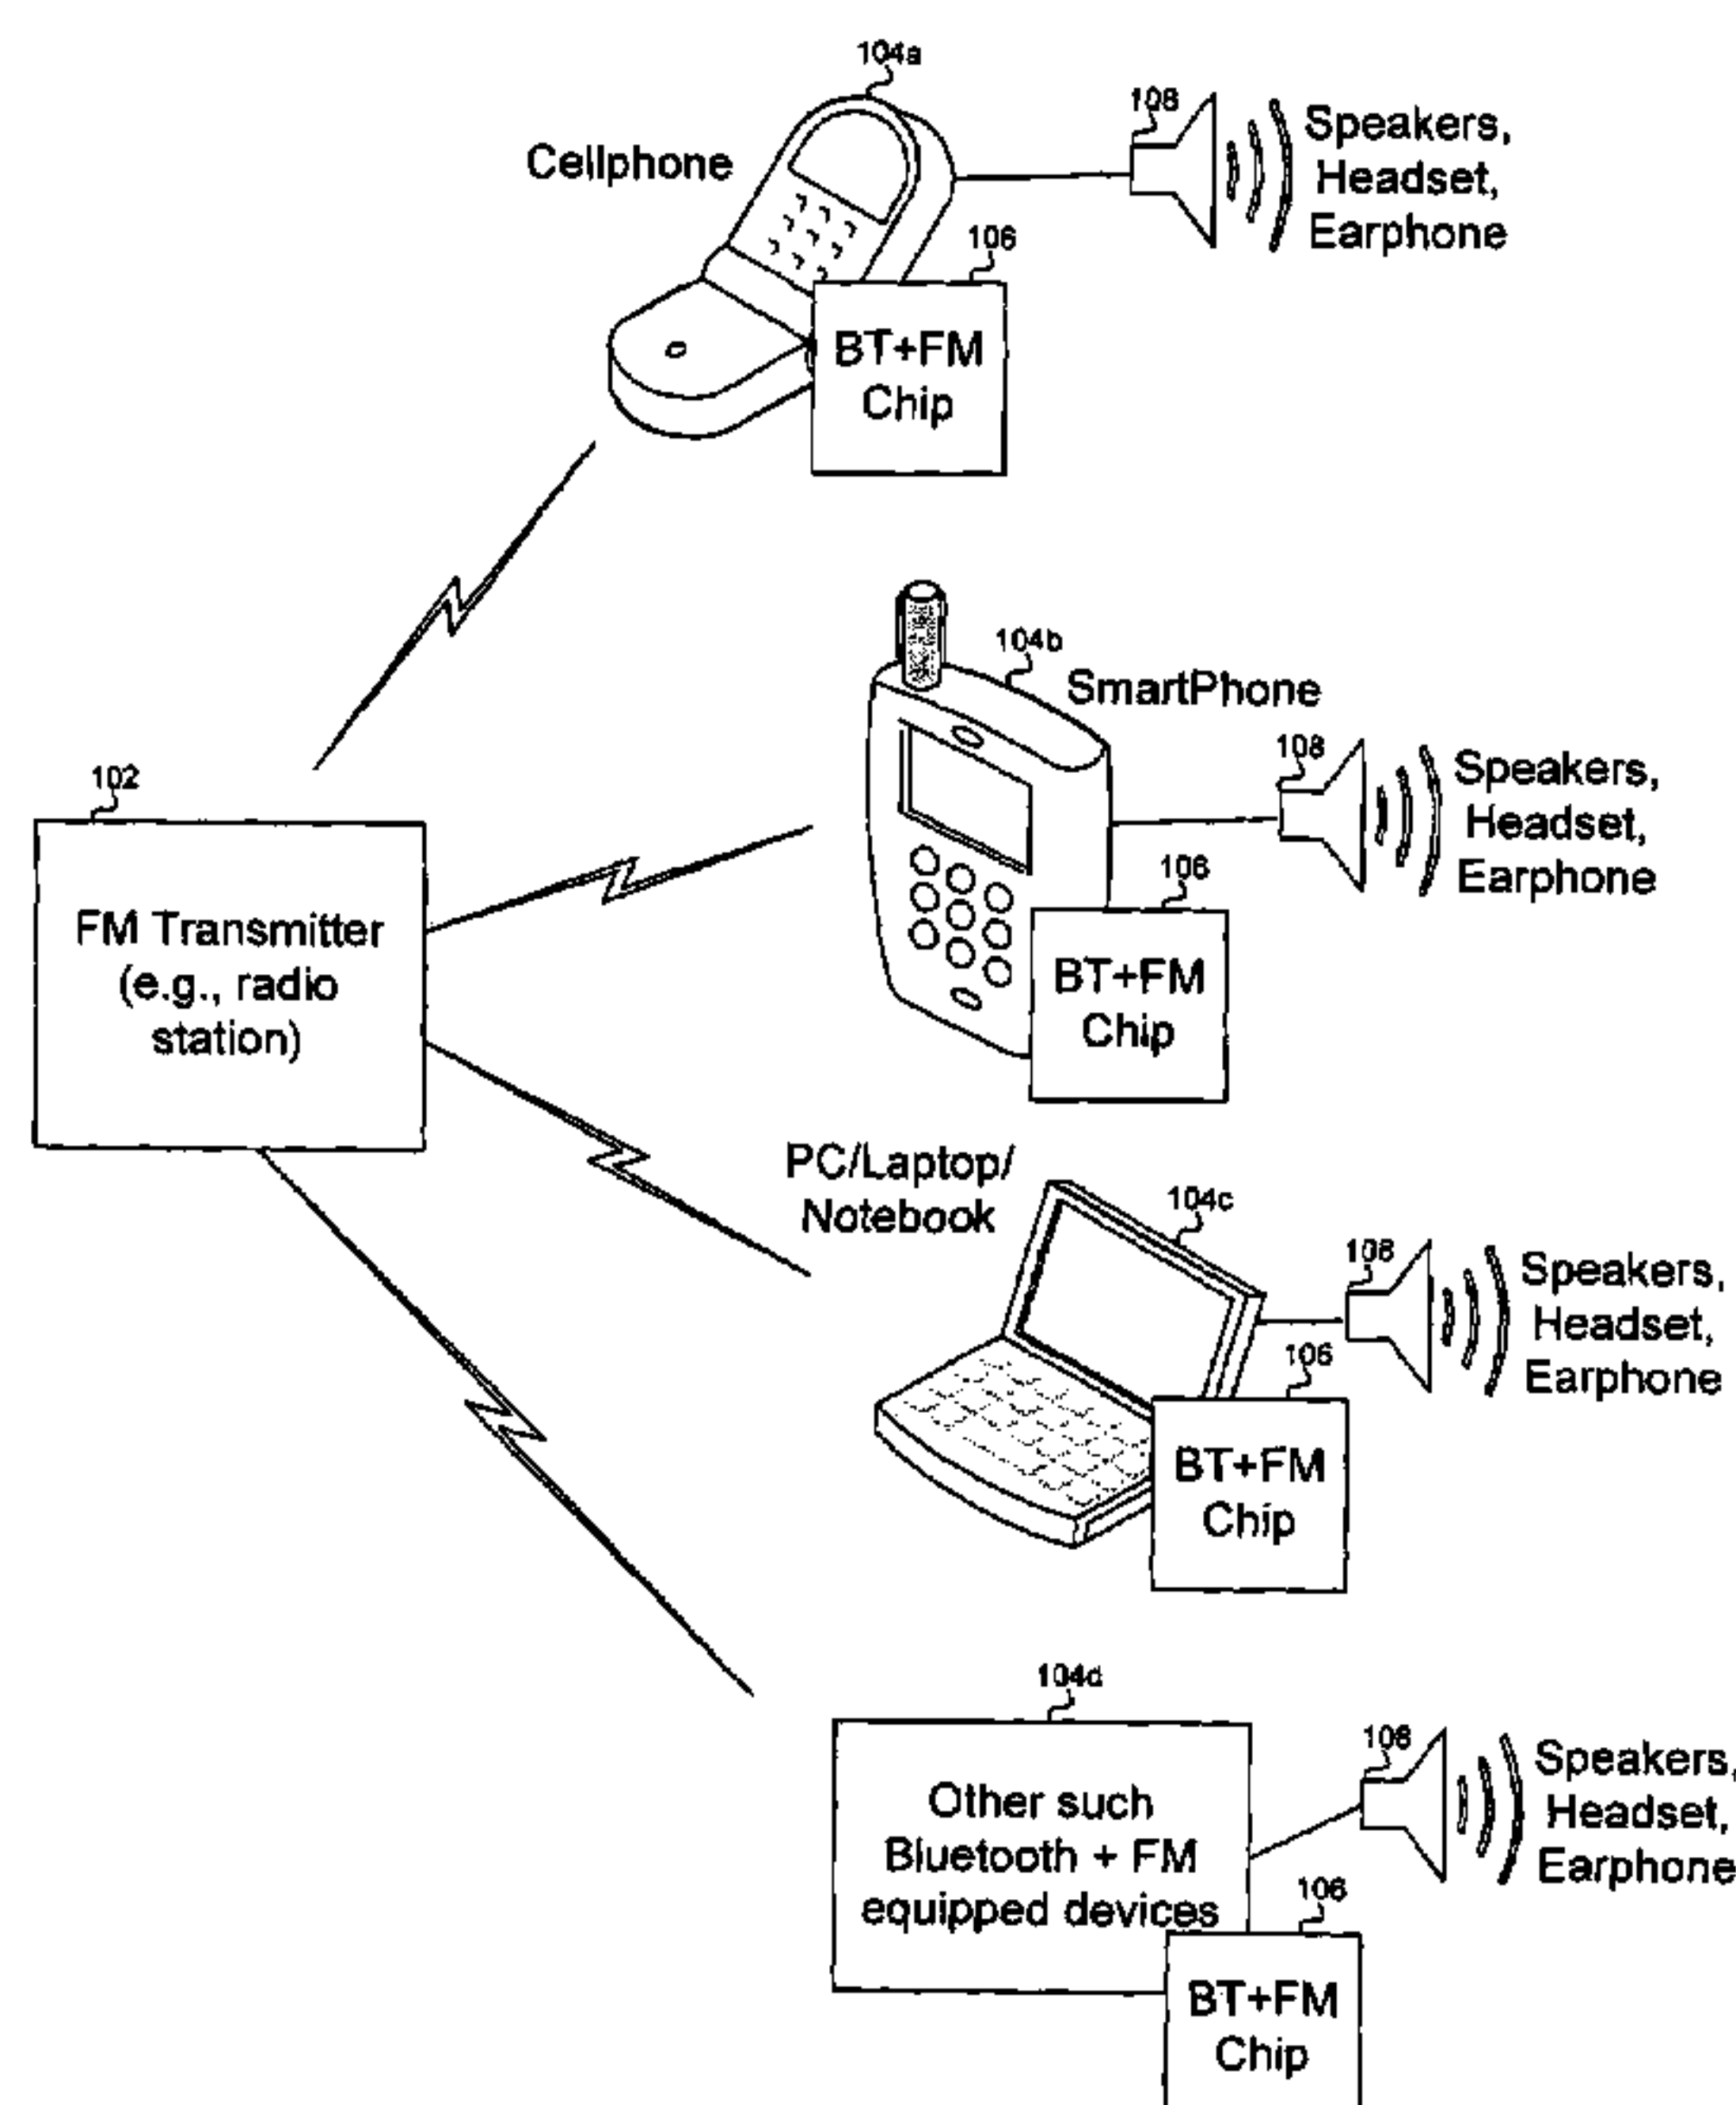 104a
Cellphone
108
Speakers,
Headset,
Earphone
106
BT+FM
Chip
104b
SmartPhone
108
Speakers,
Headset,
Earphone
106
BT+FM
Chip
102
FM Transmitter
(e.g., radio
station)
PC/Laptop/
Notebook
104c
108
Speakers,
Headset,
Earphone
106
BT+FM
Chip
104d
Other such
Bluetooth + FM
equipped devices
108
Speakers,
Headset,
Earphone
106
BT+FM
Chip